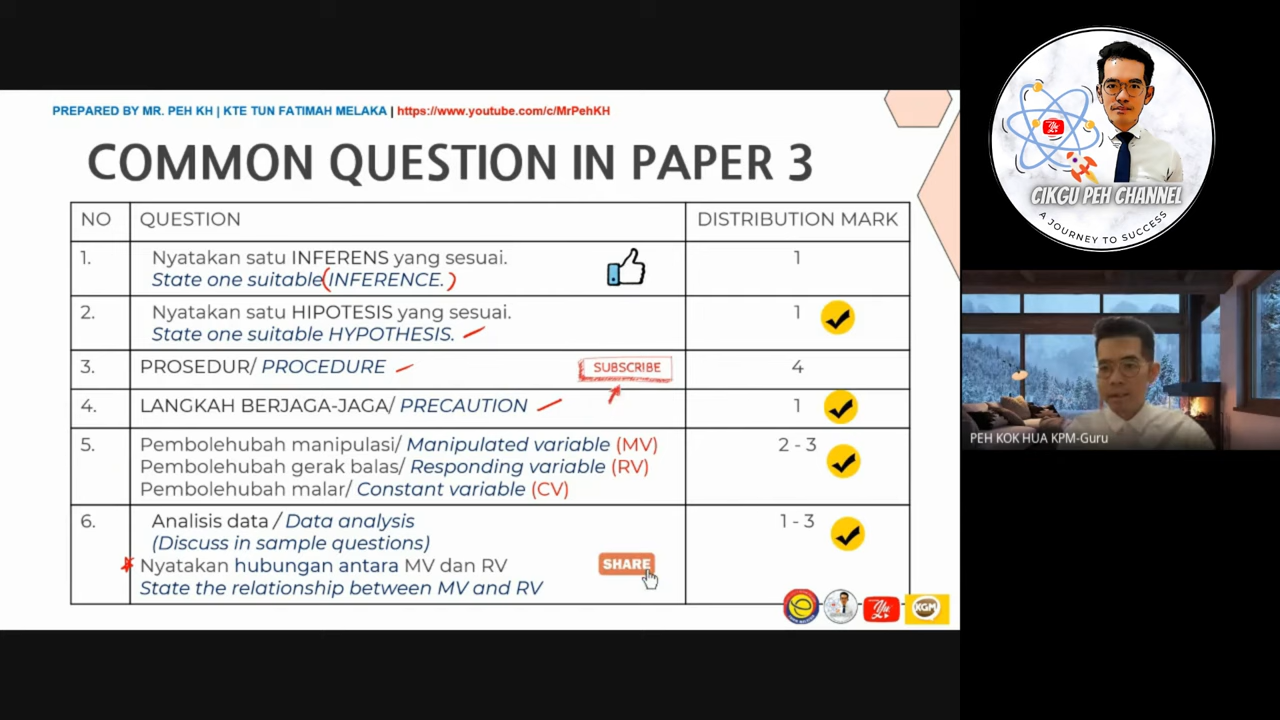 PREPARED BY MR. PEH KH | KTE TUN FATIMAH MELAKA | https://www.youtube.com/c/MrPehKH
COMMON QUESTION IN PAPER 3
NO QUESTION DISTRIBUTION MARK
1. Nyatakan satu INFERENS yang sesuai. 1
State one suitable (INFERENCE.)
2. Nyatakan satu HIPOTESIS yang sesuai. 1
State one suitable HYPOTHESIS.
3. PROSEDUR/ PROCEDURE SUBSCRIBE 4
4. LANGKAH BERJAGA-JAGA/ PRECAUTION 1
5. Pembolehubah manipulasi/ Manipulated variable (MV) 2 - 3
Pembolehubah gerak balas/ Responding variable (RV)
Pembolehubah malar/ Constant variable (CV)
6. Analisis data / Data analysis 1 - 3
(Discuss in sample questions)
* Nyatakan hubungan antara MV dan RV SHARE
State the relationship between MV and RV
KGM
CIKGU PEH CHANNEL
A JOURNEY TO SUCCESS
PEH KOK HUA KPM-Guru